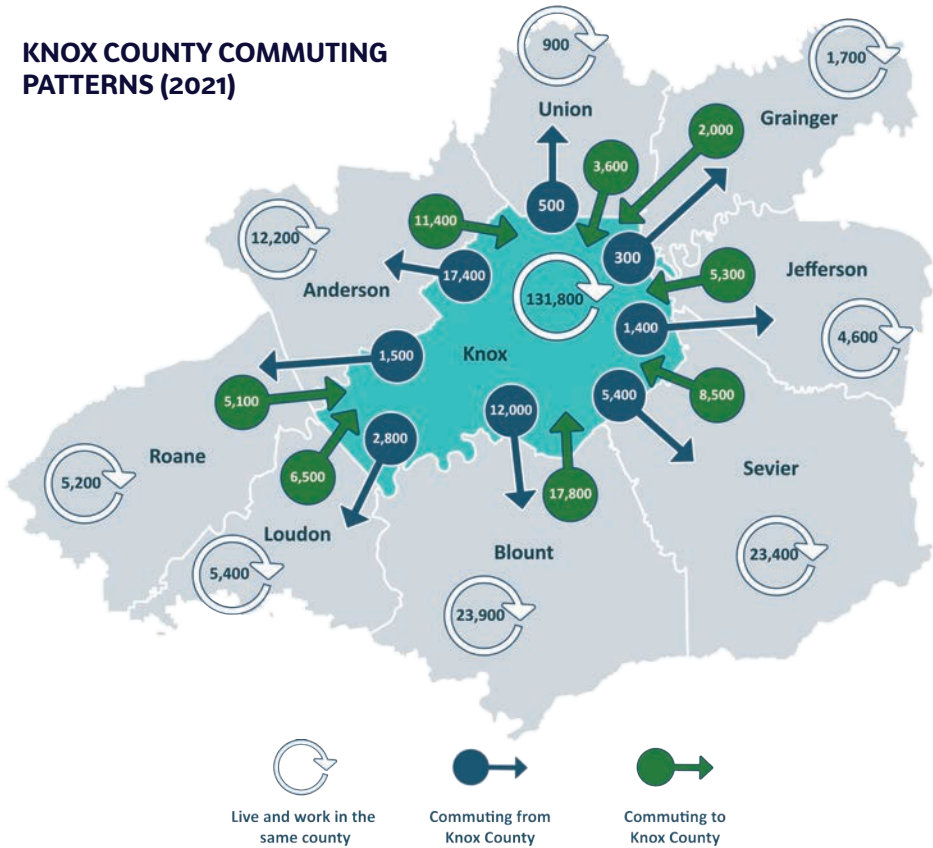 KNOX COUNTY COMMUTING
PATTERNS (2021)
900
1,700
Union
Grainger
2,000
3,600
500
11,400
12,200
300
17,400
5,300
Jefferson
Anderson
131,800
1,400
4,600
1,500
Knox
5,400
8,500
5,100
12,000
2,800
Roane
Sevier
6,500
17,800
5,200
Loudon
Blount
23,400
5,400
23,900
Live and work in the
same county
Commuting from
Knox County
Commuting to
Knox County